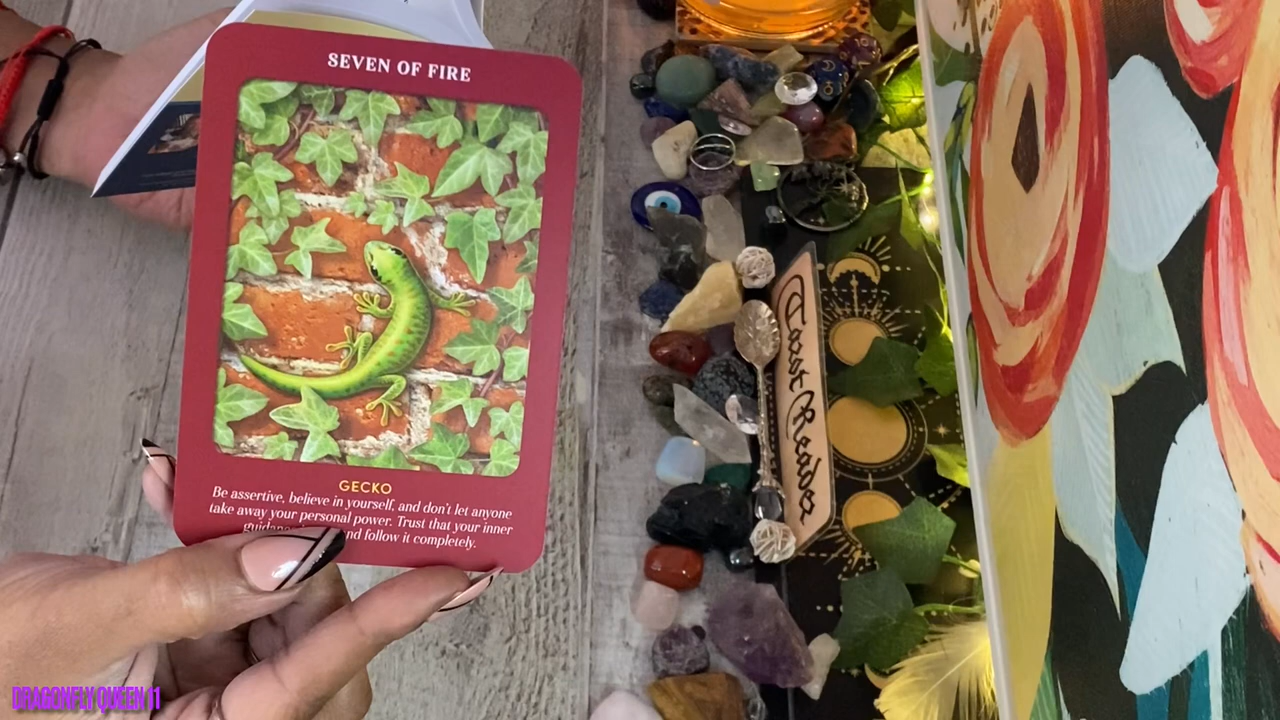 SEVEN OF FIRE
GECKO
Be assertive, believe in yourself, and don't let anyone
take away your personal power. Trust that your inner
nd follow it completely.
Tarot Reader
DRAGONFLY QUEEN 11